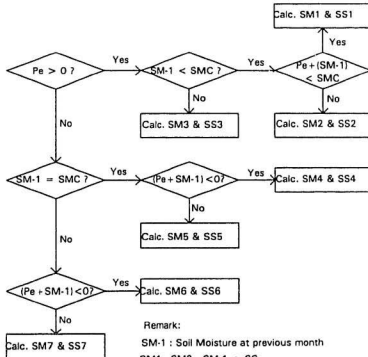 Calc. SM1 & SS1
Yes
Pe > 0 ?
Yes
SM-1 < SMC ?
Yes
Pe + (SM-1)
< SMC
No
No
No
Calc. SM3 & SS3
Calc. SM2 & SS2
SM-1 = SMC ?
Yes
(Pe + SM-1) <0?
Yes
Calc. SM4 & SS4
No
No
Calc. SM5 & SS5
(Pe + SM-1) <0?
Yes
Calc. SM6 & SS6
No
Calc. SM7 & SS7
Remark:
SM-1 : Soil Moisture at previous month